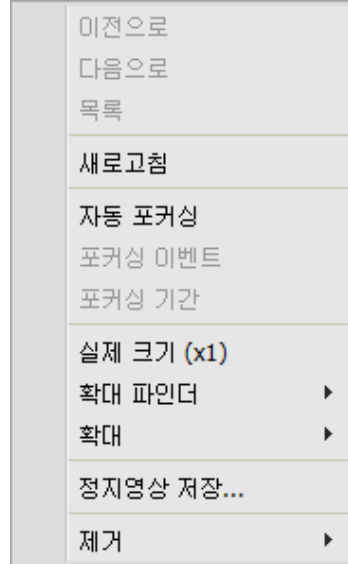 이전으로
다음으로
목록
새로고침
자동 포커싱
포커싱 이벤트
포커싱 기간
실제 크기 (x1)
확대 파인더
확대
정지영상 저장...
제거